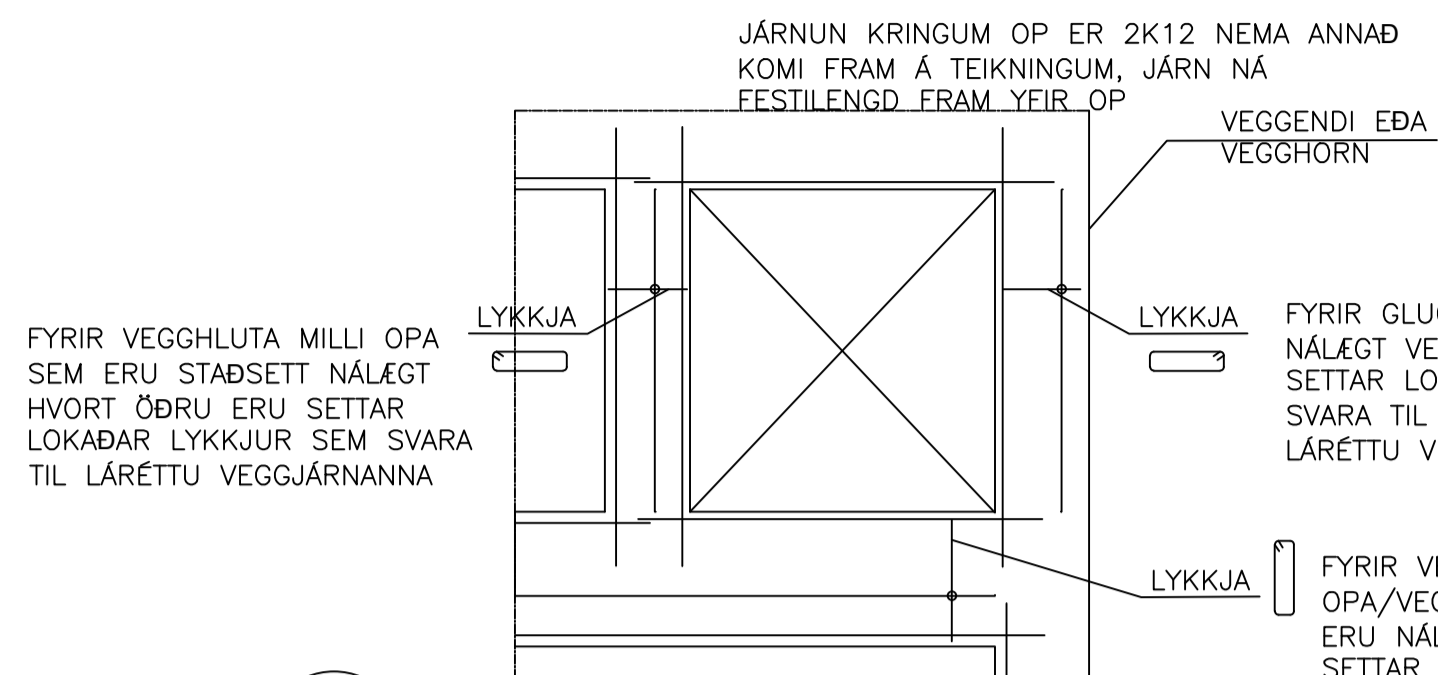 JÁRNUN KRINGUM OP ER 2K12 NEMA ANNAÐ
KOMI FRAM Á TEIKNINGUM, JÁRN NÁ
FESTILENGD FRAM YFIR OP
VEGGENDI EÐA
VEGGHORN
LYKKJA
FYRIR VEGGHLUTA MILLI OPA
SEM ERU STAÐSETT NÁLÆGT
HVORT ÖÐRU ERU SETTAR
LOKAÐAR LYKKJUR SEM SVARA
TIL LÁRÉTTU VEGGJÁRNANNA
LYKKJA
FYRIR
NÁLÆGT
SETTAR
SVARA TIL
LÁRÉTTU
LYKKJA
FYRIR
ERU
SETTAR